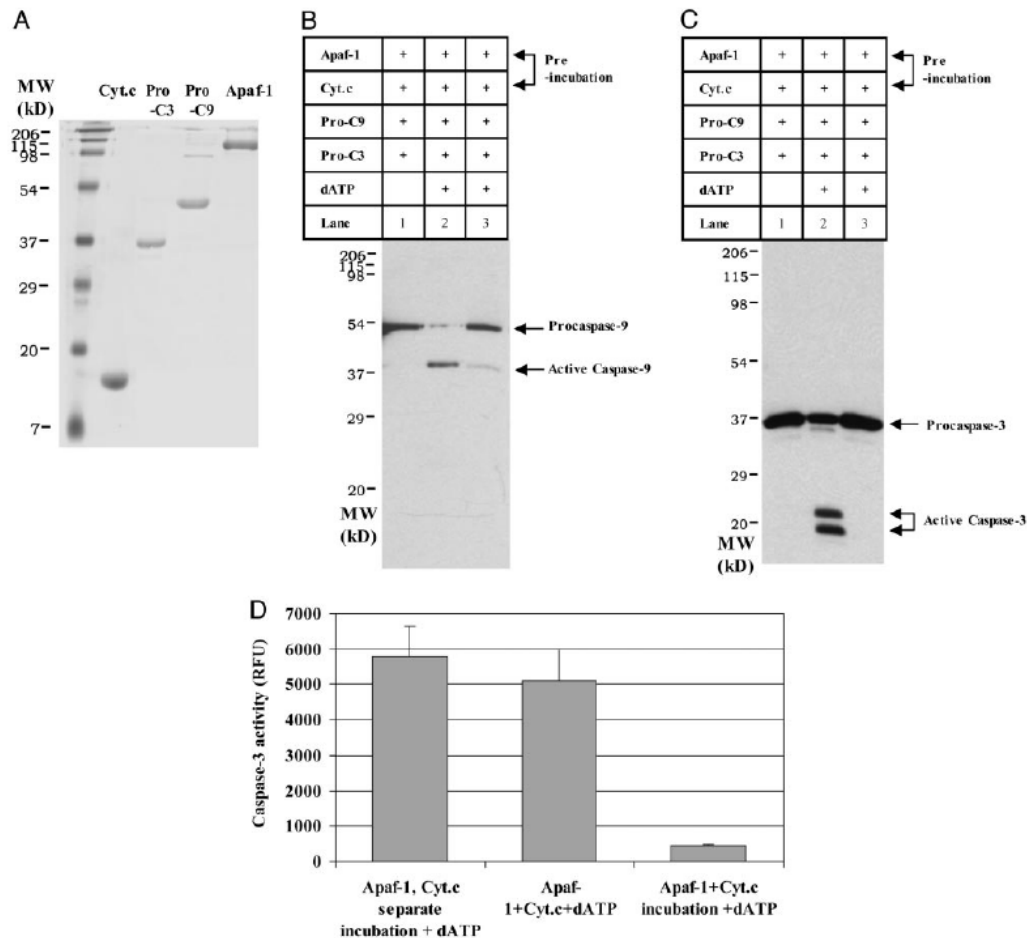 A
MW
(kD)
Cyt.c Pro Pro Apaf-1
-C3 -C9
206
115
98
54
37
29
20
7
B
Apaf-1 + + +
Cyt.c + + +
Pro-C9 + + +
Pro-C3 + + +
dATP + +
Lane 1 2 3
Pre
-incubation
206
115
98
54
37
29
20
MW
(kD)
Procaspase-9
Active Caspase-9
C
Apaf-1 + + +
Cyt.c + + +
Pro-C9 + + +
Pro-C3 + + +
dATP + +
Lane 1 2 3
Pre
-incubation
206
115
98
54
37
29
20
MW
(kD)
Procaspase-3
Active Caspase-3
D
Caspase-3 activity (RFU)
7000
6000
5000
4000
3000
2000
1000
0
Apaf-1, Cyt.c
separate
incubation + dATP
Apaf-
1+Cyt.c+dATP
Apaf-1+Cyt.c
incubation +dATP